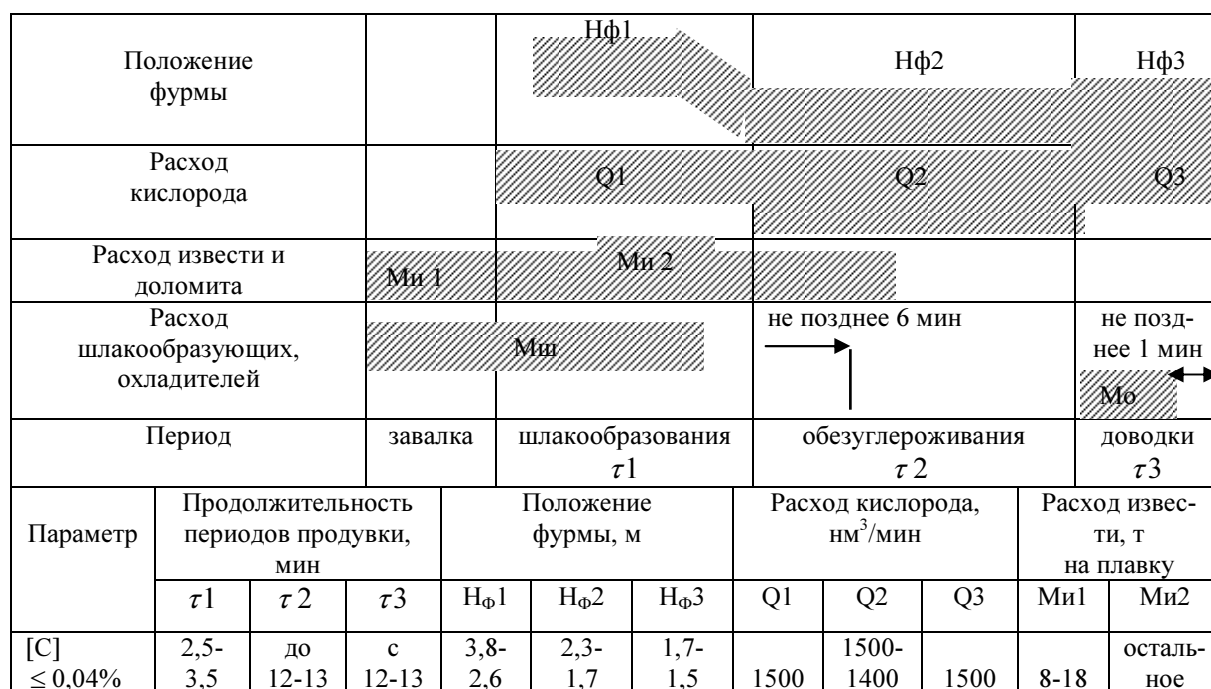 Положение
фурмы
Нф1
Нф2
Нф3
Расход
кислорода
Q1
Q2
Q3
Расход извести и
доломита
Ми 1
Ми 2
Расход
шлакообразующих,
охладителей
Мш
не позднее 6 мин
не позд-
нее 1 мин
Мо
Период
завалка
шлакообразования
τ1
обезуглероживания
τ 2
доводки
τ3
Параметр
Продолжительность
периодов продувки,
мин
Положение
фурмы, м
Расход кислорода,
нм³/мин
Расход извес-
ти, т
на плавку
τ1
τ 2
τ3
НФ1
НФ2
НФ3
Q1
Q2
Q3
Ми1
Ми2
[C]
≤ 0,04%
2,5-
3,5
до
12-13
с
12-13
3,8-
2,6
2,3-
1,7
1,7-
1,5
1500
1500-
1400
1500
8-18
осталь-
ное